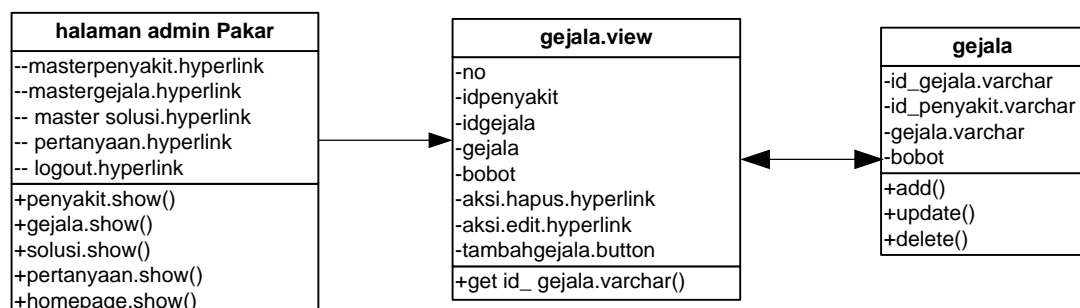 halaman admin Pakar
--masterpenyakit.hyperlink
--mastergejala.hyperlink
-- master solusi.hyperlink
-- pertanyaan.hyperlink
-- logout.hyperlink
+penyakit.show()
+gejala.show()
+solusi.show()
+pertanyaan.show()
+homepage.show()
gejala.view
-no
-idpenyakit
-idgejala
-gejala
-bobot
-aksi.hapus.hyperlink
-aksi.edit.hyperlink
-tambahgejala.button
+get id_ gejala.varchar()
gejala
-id_gejala.varchar
-id_penyakit.varchar
-gejala.varchar
-bobot
+add()
+update()
+delete()